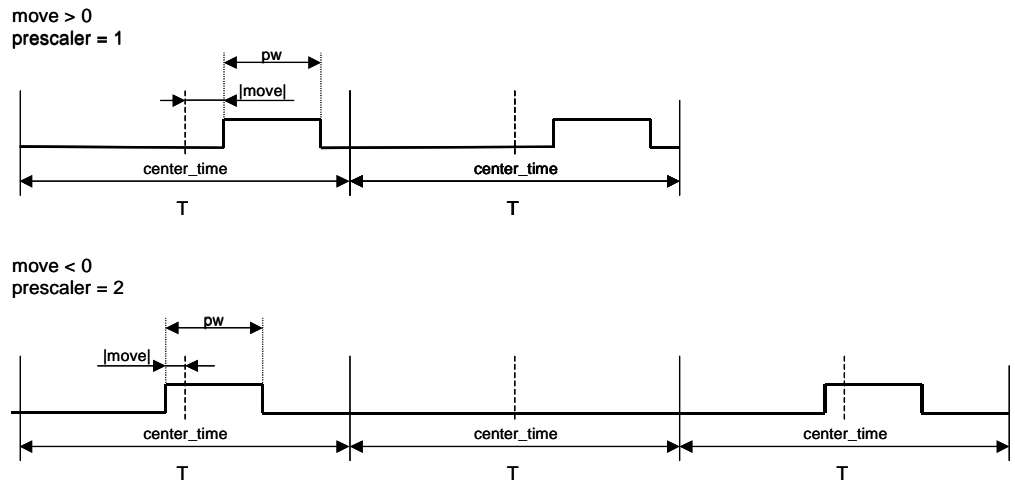 move > 0
prescaler = 1
pw
|move|
center_time
center_time
T
T
move < 0
prescaler = 2
pw
|move|
center_time
center_time
center_time
T
T
T